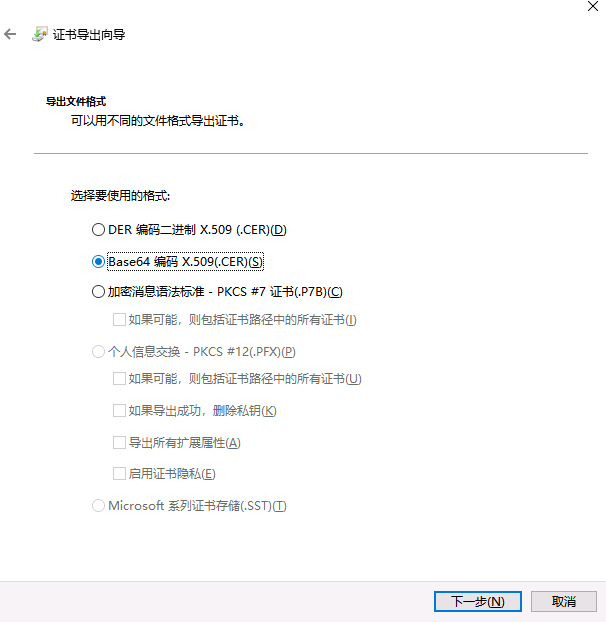 证书导出向导
导出文件格式
可以用不同的文件格式导出证书。
选择要使用的格式:
DER 编码二进制 X.509 (.CER)(D)
Base64 编码 X.509(.CER)(S)
加密消息语法标准 - PKCS #7 证书(.P7B)(C)
如果可能，则包括证书路径中的所有证书(I)
个人信息交换 - PKCS #12(.PFX)(P)
如果可能，则包括证书路径中的所有证书(U)
如果导出成功，删除私钥(K)
导出所有扩展属性(A)
启用证书隐私(E)
Microsoft 系列证书存储(.SST)(T)
下一步(N)
取消